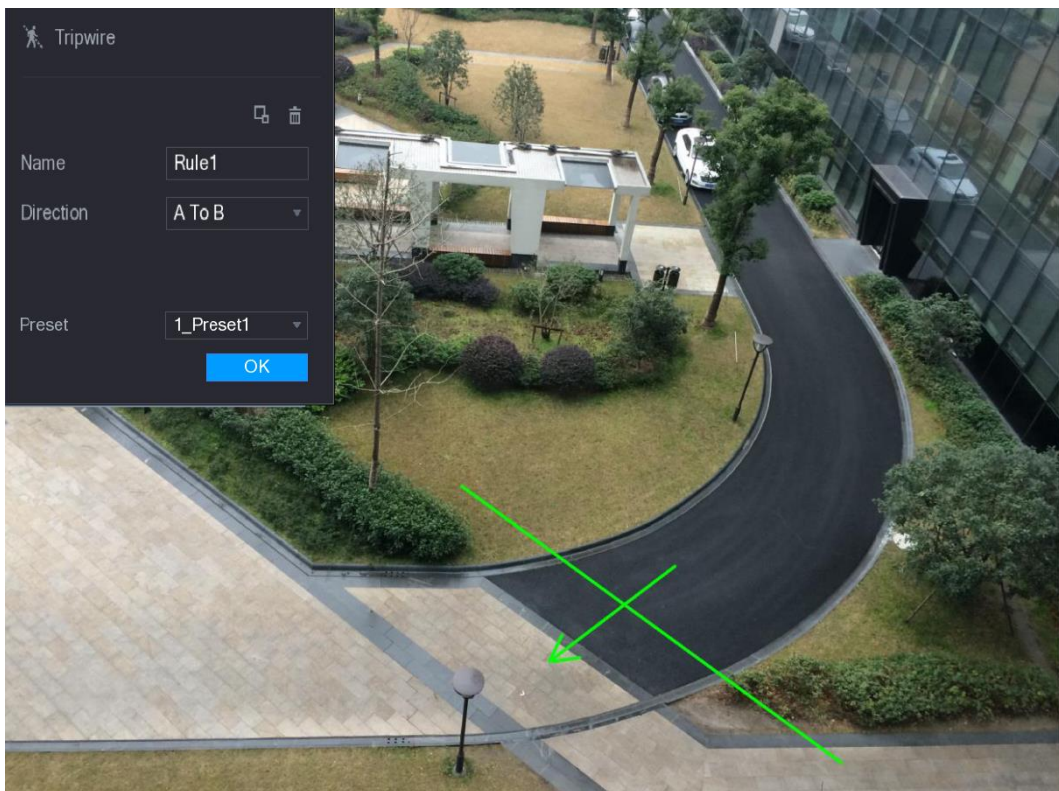 Tripwire
Name Rule1
Direction A To B
Preset 1_Preset1
OK